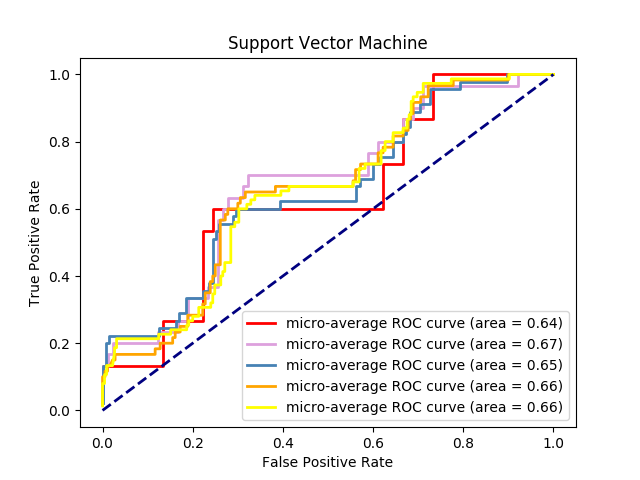 Support Vector Machine
True Positive Rate
1.0
0.8
0.6
0.4
0.2
0.0
micro-average ROC curve (area = 0.64)
micro-average ROC curve (area = 0.67)
micro-average ROC curve (area = 0.65)
micro-average ROC curve (area = 0.66)
micro-average ROC curve (area = 0.66)
0.0 0.2 0.4 0.6 0.8 1.0
False Positive Rate